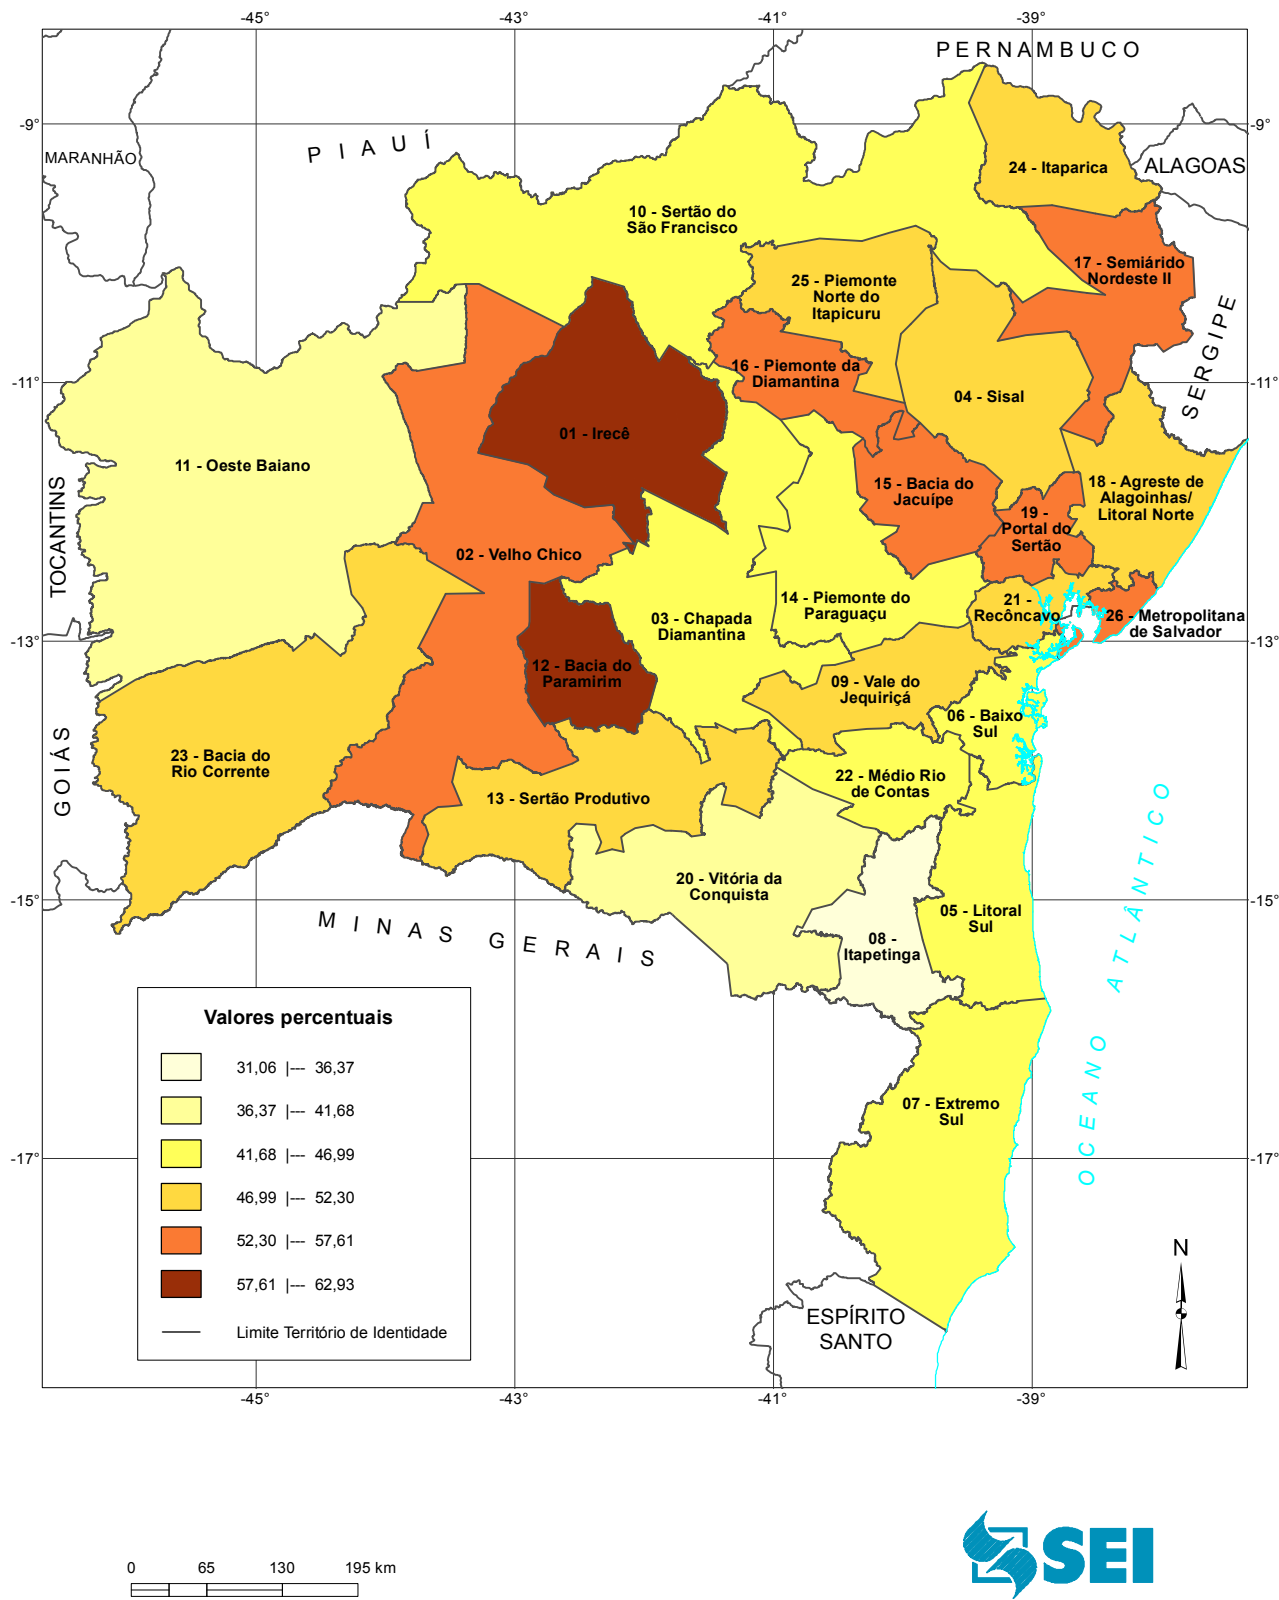 -45°
-43°
-41°
-39°
PERNAMBUCO
-9°
-9°
PIAUÍ
MARANHÃO
ALAGOAS
24 - Itaparica
10 - Sertão do
São Francisco
17 - Semiárido
Nordeste II
25 - Piemonte
Norte do
Itapicuru
SERGIPE
16 - Piemonte da
Diamantina
-11°
-11°
04 - Sisal
01 - Irecê
11 - Oeste Baiano
TOCANTINS
15 - Bacia do
Jacuípe
18 - Agreste de
Alagoinhas/
Litoral Norte
19 -
Portal do
Sertão
02 - Velho Chico
14 - Piemonte do
Paraguaçu
21 -
Recôncavo
03 - Chapada
Diamantina
26 - Metropolitana
de Salvador
-13°
-13°
12 - Bacia do
Paramirim
09 - Vale do
Jequiriçá
06 - Baixo
Sul
GOIÁS
23 - Bacia do
Rio Corrente
22 - Médio Rio
de Contas
13 - Sertão Produtivo
OCEANO ATLÂNTICO
20 - Vitória da
Conquista
-15°
-15°
05 - Litoral
Sul
MINAS GERAIS
08 -
Itapetinga
Valores percentuais
31,06 |--- 36,37
36,37 |--- 41,68
41,68 |--- 46,99
46,99 |--- 52,30
52,30 |--- 57,61
57,61 |--- 62,93
Limite Território de Identidade
07 - Extremo
Sul
-17°
-17°
N
ESPÍRITO
SANTO
-45°
-43°
-41°
-39°
0 65 130 195 km
SEI